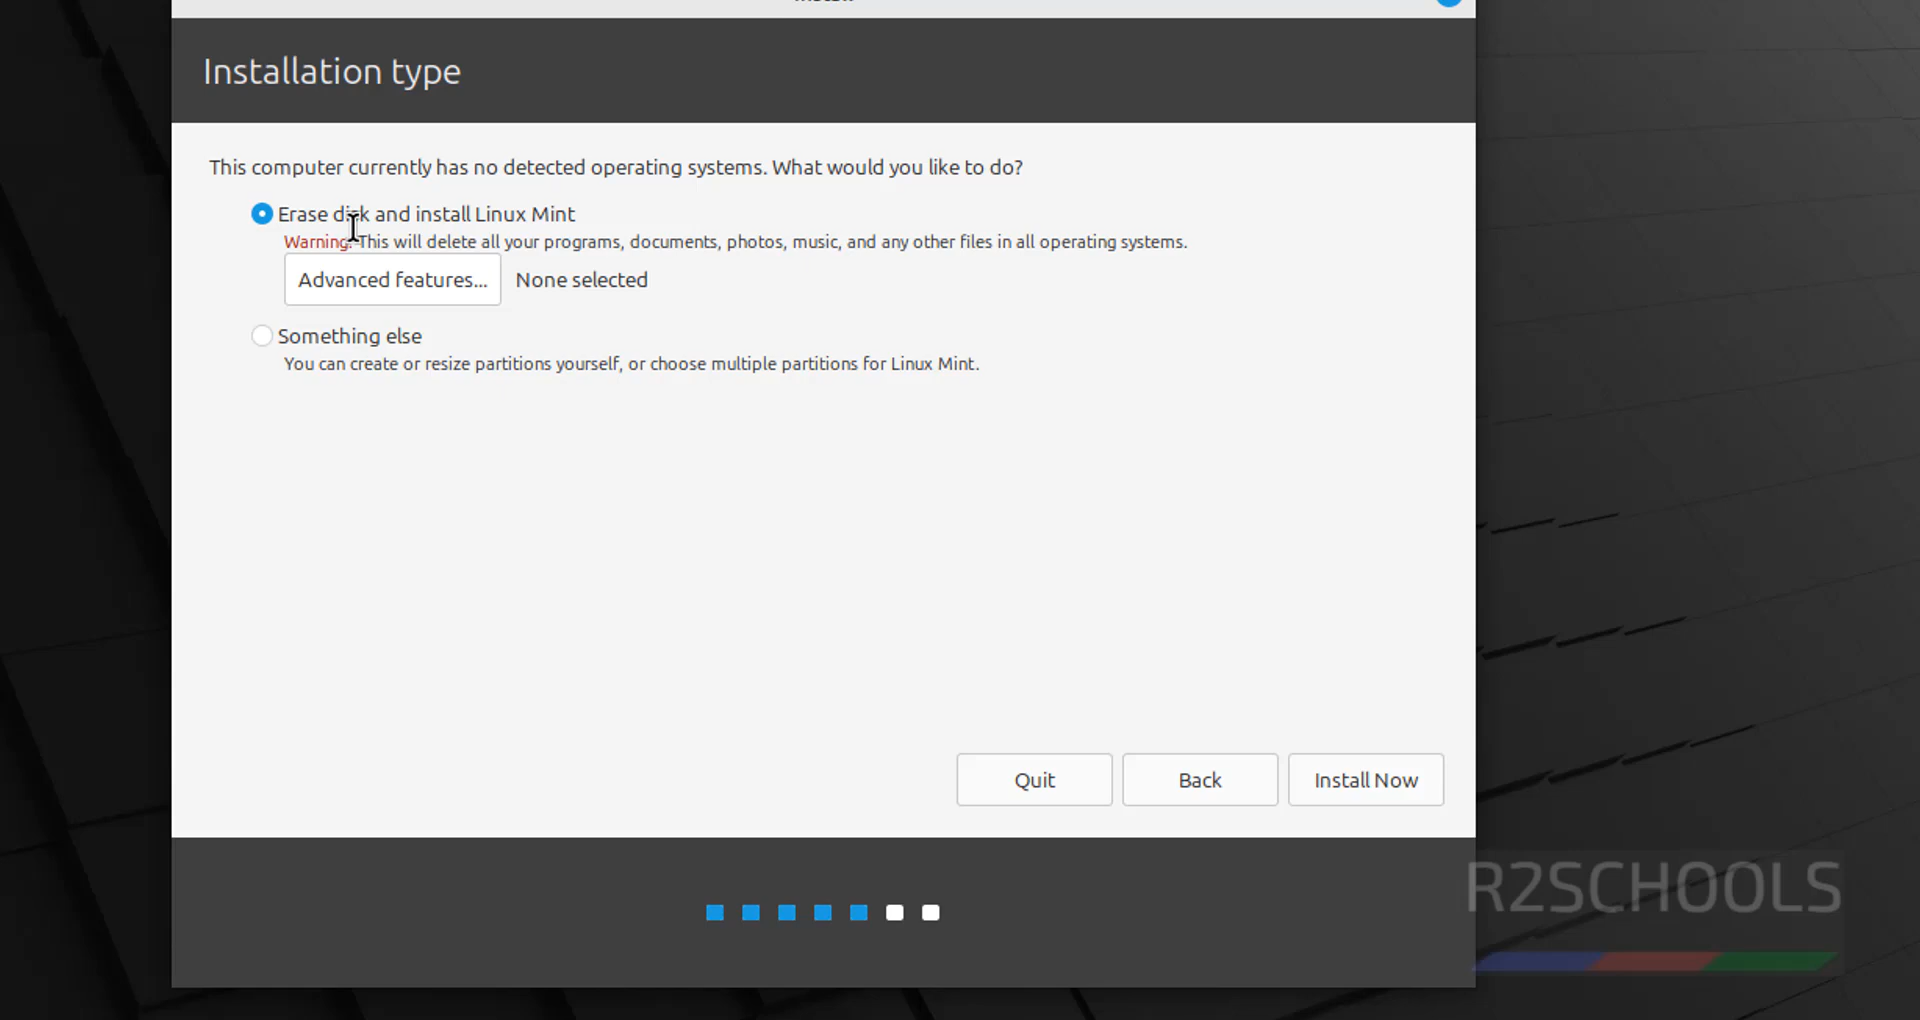 Installation type
This computer currently has no detected operating systems. What would you like to do?
Erase disk and install Linux Mint
Warning: This will delete all your programs, documents, photos, music, and any other files in all operating systems.
Advanced features... None selected
Something else
You can create or resize partitions yourself, or choose multiple partitions for Linux Mint.
Quit Back Install Now
R2SCHOOLS